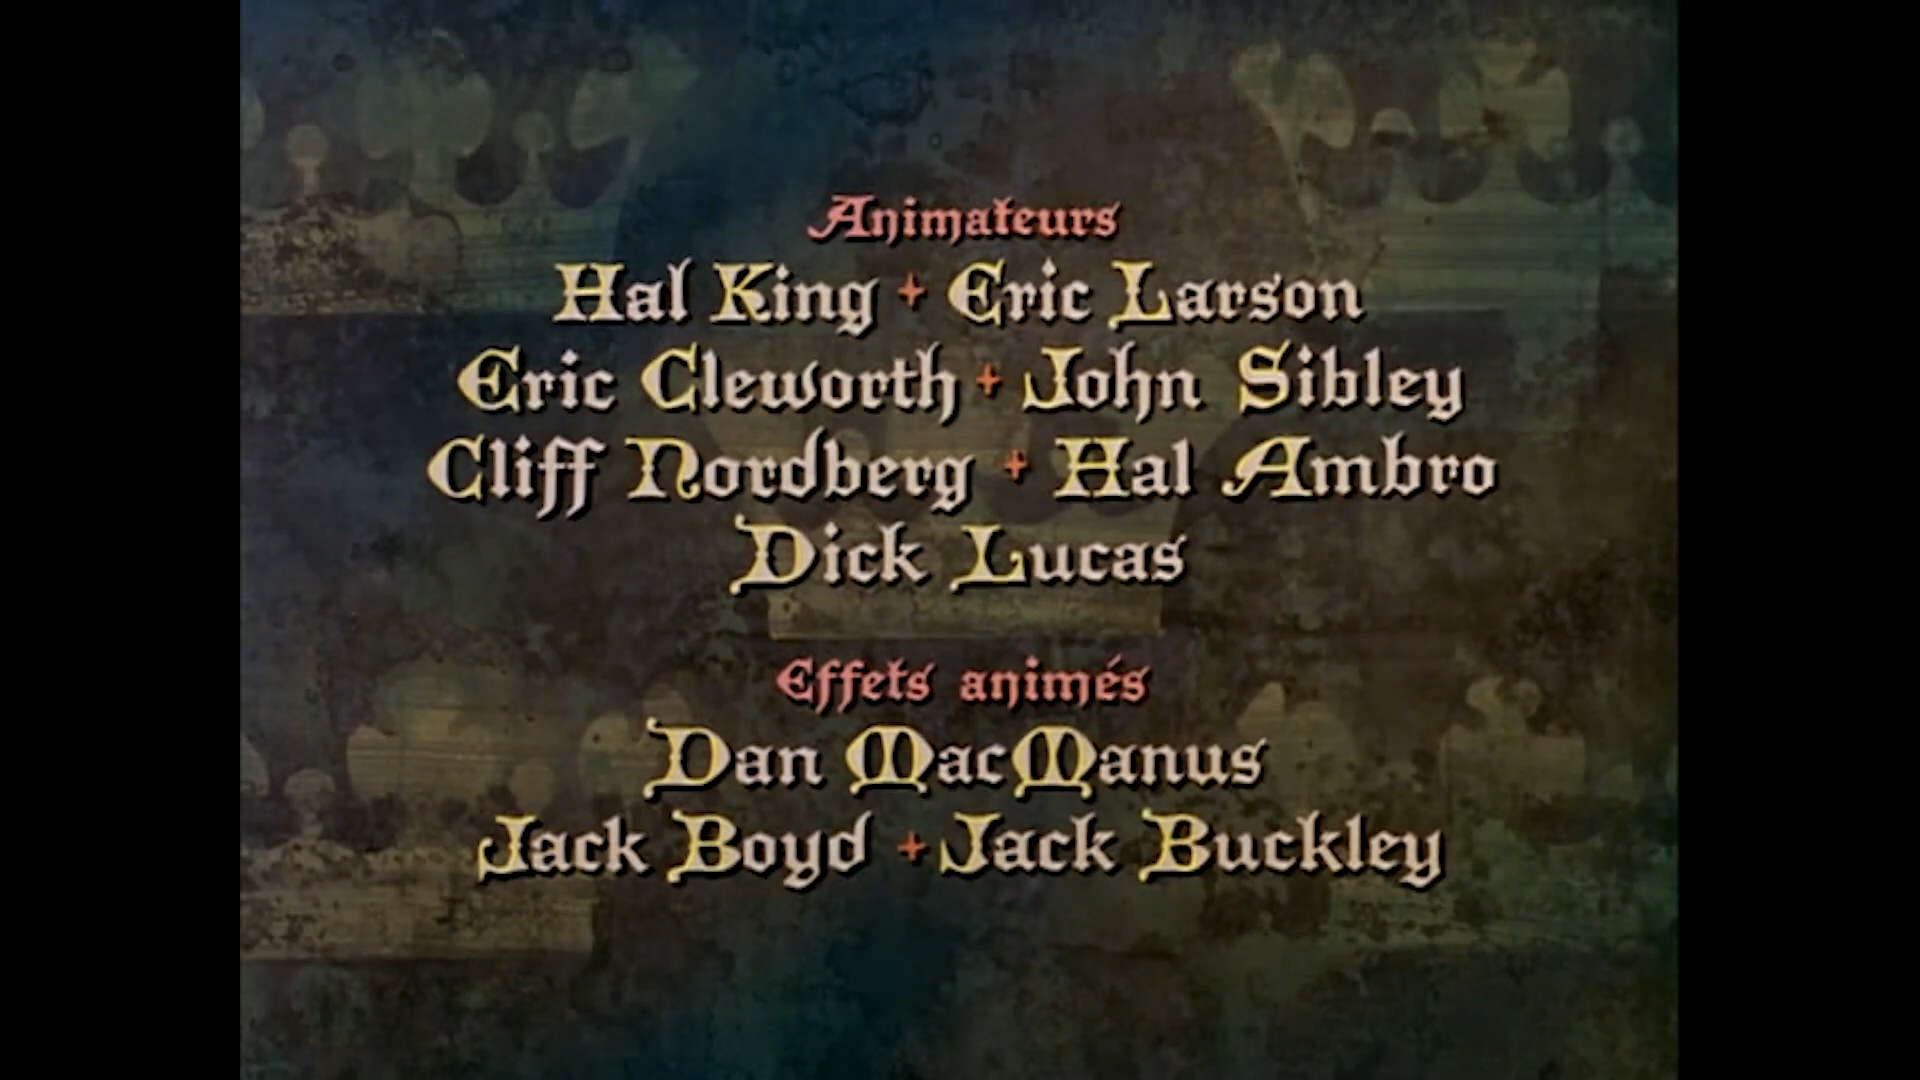 Animateurs
Hal King + Eric Larson
Eric Cleworth + John Sibley
Cliff Nordberg + Hal Ambro
Dick Lucas
Effets animés
Dan MacManus
Jack Boyd + Jack Buckley